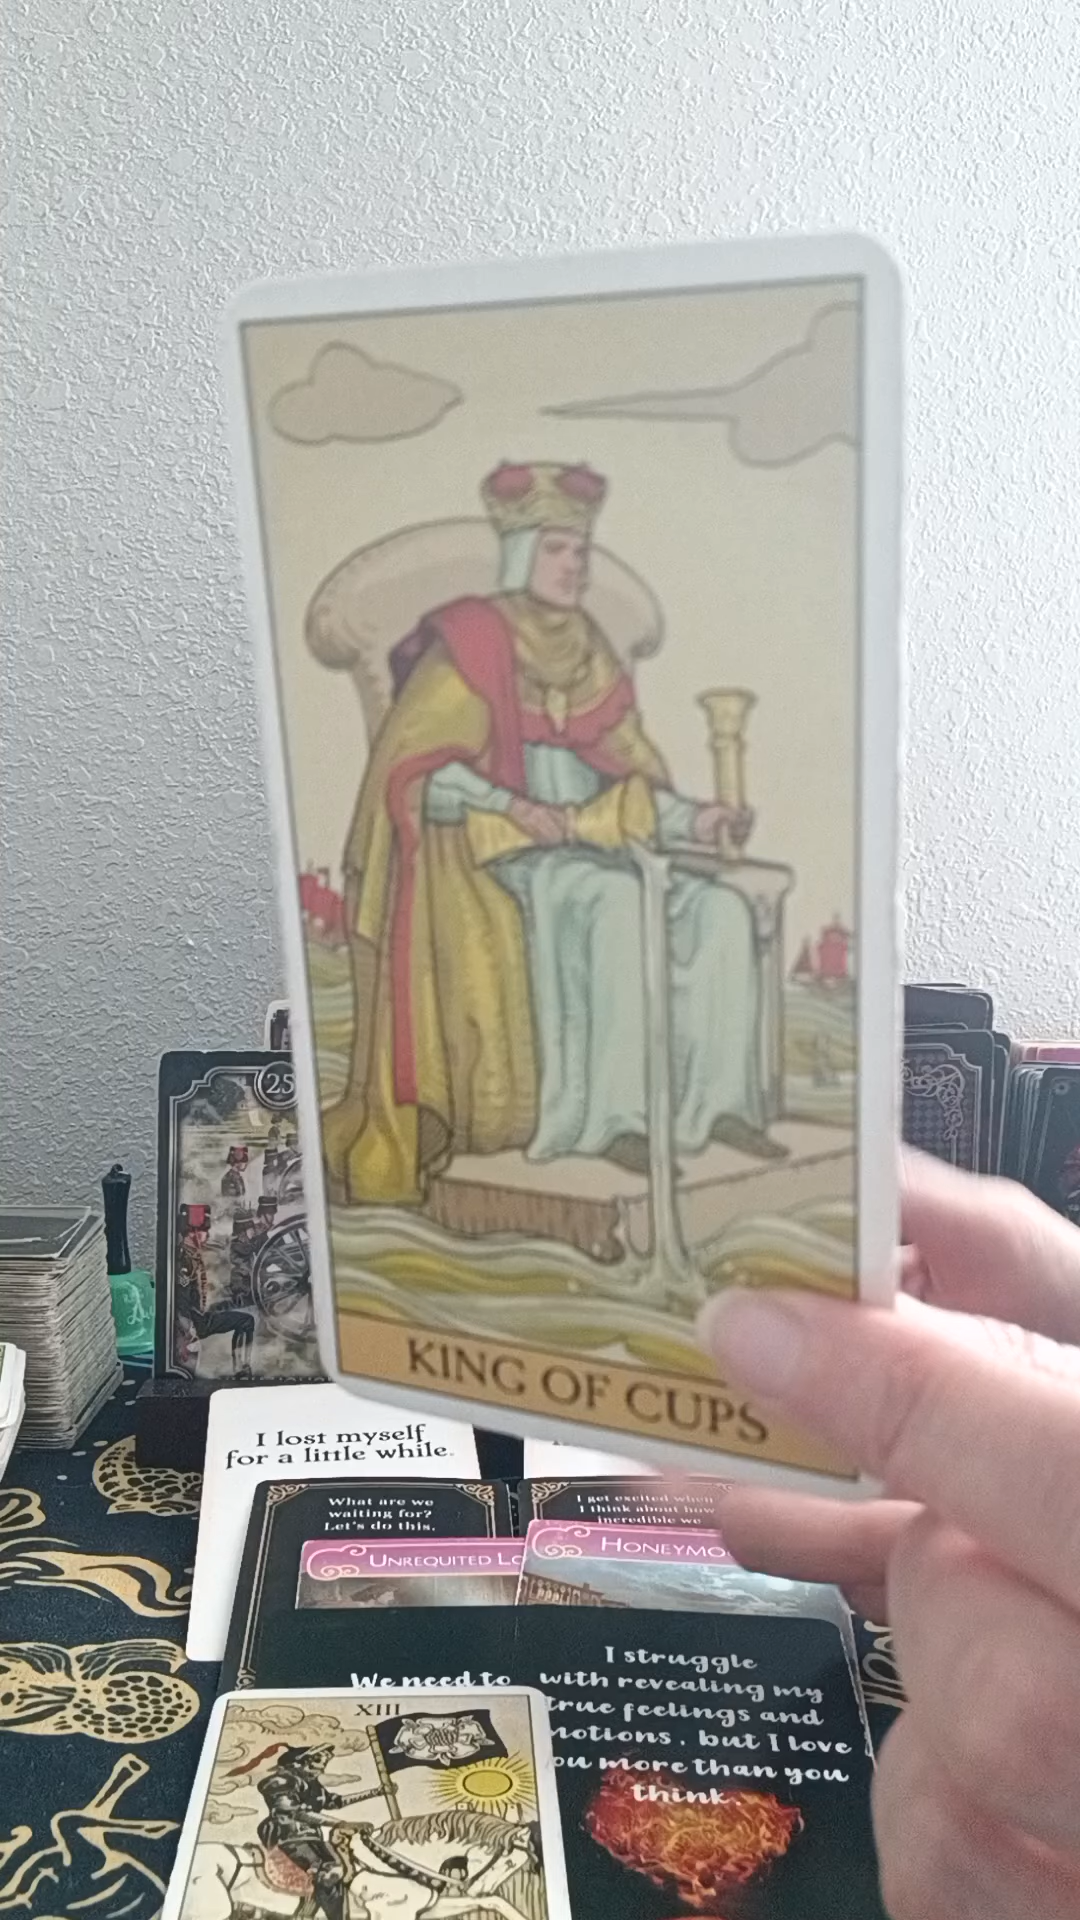 25
KING OF CUPS
I lost myself
for a little while.
What are we
waiting for?
Let's do this.
I get excited when
I think about how
incredible we
UNREQUITED
HONEYMO
We need to
I struggle
with revealing my
true feelings and
motions, but I love
ou more than you
think.
XIII